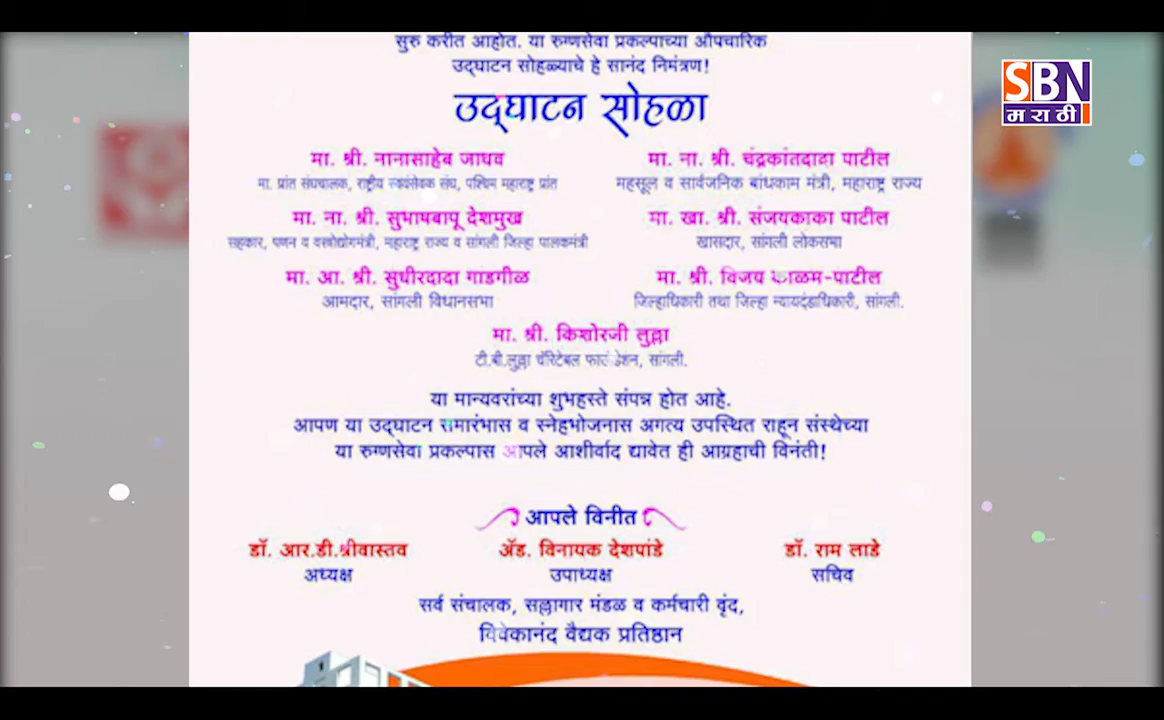 सुरु करीत आहोत. या रुग्णसेवा प्रकल्पाच्या औपचारिक
उद्घाटन सोहळ्याचे हे सानंद निमंत्रण!
SBN
मराठी
उद्घाटन सोहळा
मा. श्री. नानासाहेब जाधव
मा. प्रांत संघचालक, राष्ट्रीय स्वयंसेवक संघ, पश्चिम महाराष्ट्र प्रांत
मा. ना. श्री. चंद्रकांतदादा पाटील
महसूल व सार्वजनिक बांधकाम मंत्री, महाराष्ट्र राज्य
मा. ना. श्री. सुभाषबापू देशमुख
सहकार, पणन व वस्त्रोद्योगमंत्री, महाराष्ट्र राज्य व सांगली जिल्हा पालकमंत्री
मा. खा. श्री. संजयकाका पाटील
खासदार, सांगली लोकसभा
मा. आ. श्री. सुधीरदादा गाडगीळ
आमदार, सांगली विधानसभा
मा. श्री. विजय काळम-पाटील
जिल्हाधिकारी तथा जिल्हा न्यायदंडाधिकारी, सांगली.
मा. श्री. किशोरजी लुल्ला
टी.बी.लुल्ला चॅरिटेबल फाउंडेशन, सांगली.
या मान्यवरांच्या शुभहस्ते संपन्न होत आहे.
आपण या उद्घाटन समारंभास व स्नेहभोजनास अगत्य उपस्थित राहून संस्थेच्या
या रुग्णसेवा प्रकल्पास आपले आशीर्वाद द्यावेत ही आग्रहाची विनंती!
आपले विनीत
डॉ. आर.डी.श्रीवास्तव
अध्यक्ष
अ‍ॅड. विनायक देशपांडे
उपाध्यक्ष
डॉ. राम लाडे
सचिव
सर्व संचालक, सल्लागार मंडळ व कर्मचारी वृंद,
विवेकानंद वैद्यक प्रतिष्ठान